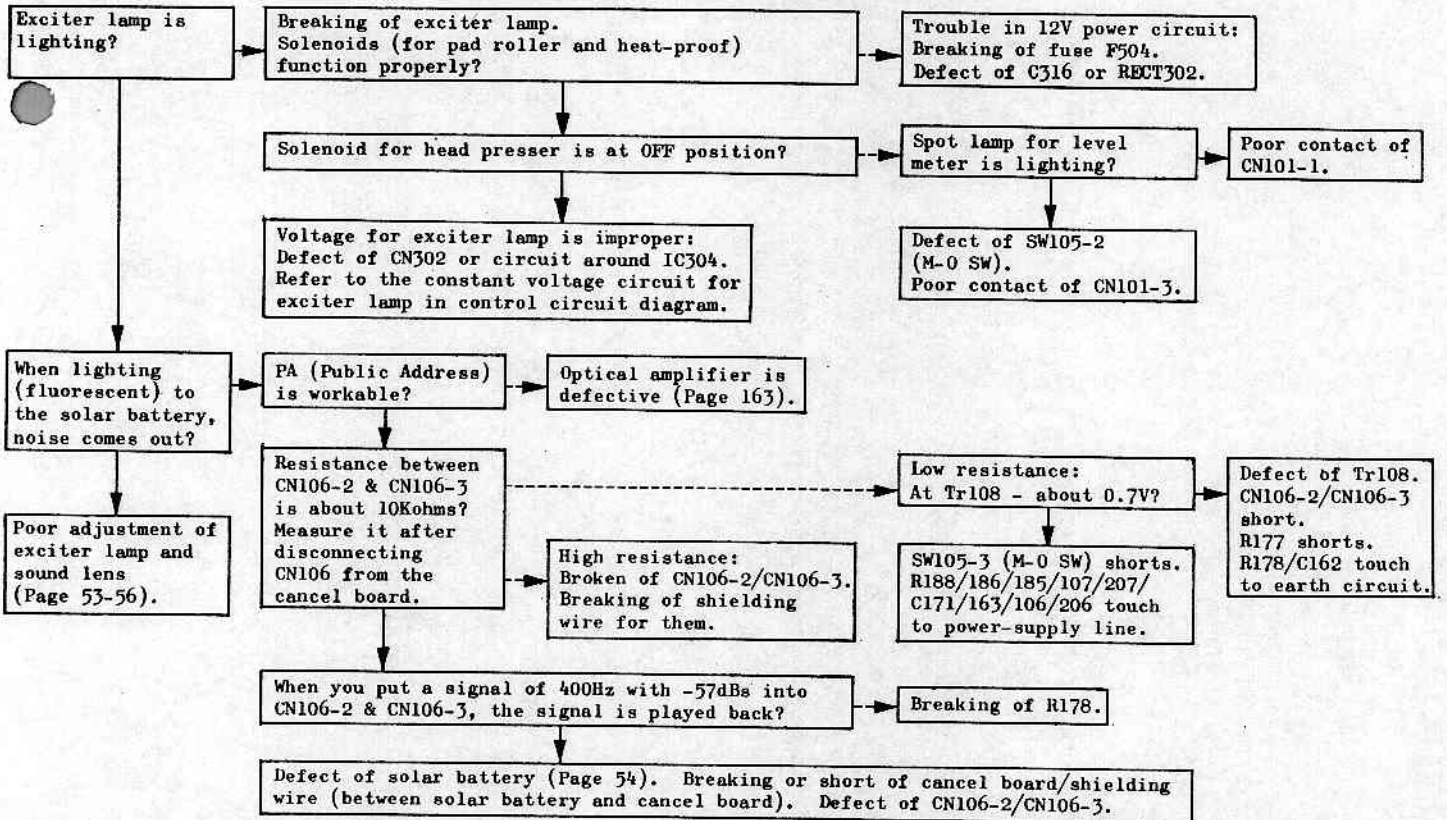 Exciter lamp is
lighting?
Breaking of exciter lamp.
Solenoids (for pad roller and heat-proof)
function properly?
Trouble in 12V power circuit:
Breaking of fuse F504.
Defect of C316 or RECT302.
Solenoid for head presser is at OFF position?
Spot lamp for level
meter is lighting?
Poor contact of
CN101-1.
Voltage for exciter lamp is improper:
Defect of CN302 or circuit around IC304.
Refer to the constant voltage circuit for
exciter lamp in control circuit diagram.
Defect of SW105-2
(M-O SW).
Poor contact of CN101-3.
When lighting
(fluorescent) to
the solar battery,
noise comes out?
PA (Public Address)
is workable?
Optical amplifier is
defective (Page 163).
Resistance between
CN106-2 & CN106-3
is about 10Kohms?
Measure it after
disconnecting
CN106 from the
cancel board.
Low resistance:
At Tr108 - about 0.7V?
Defect of Tr108.
CN106-2/CN106-3
short.
R177 shorts.
R178/C162 touch
to earth circuit.
Poor adjustment of
exciter lamp and
sound lens
(Page 53-56).
High resistance:
Broken of CN106-2/CN106-3.
Breaking of shielding
wire for them.
SW105-3 (M-O SW) shorts.
R188/186/185/107/207/
C171/163/106/206 touch
to power-supply line.
When you put a signal of 400Hz with -57dBs into
CN106-2 & CN106-3, the signal is played back?
Breaking of R178.
Defect of solar battery (Page 54). Breaking or short of cancel board/shielding
wire (between solar battery and cancel board). Defect of CN106-2/CN106-3.